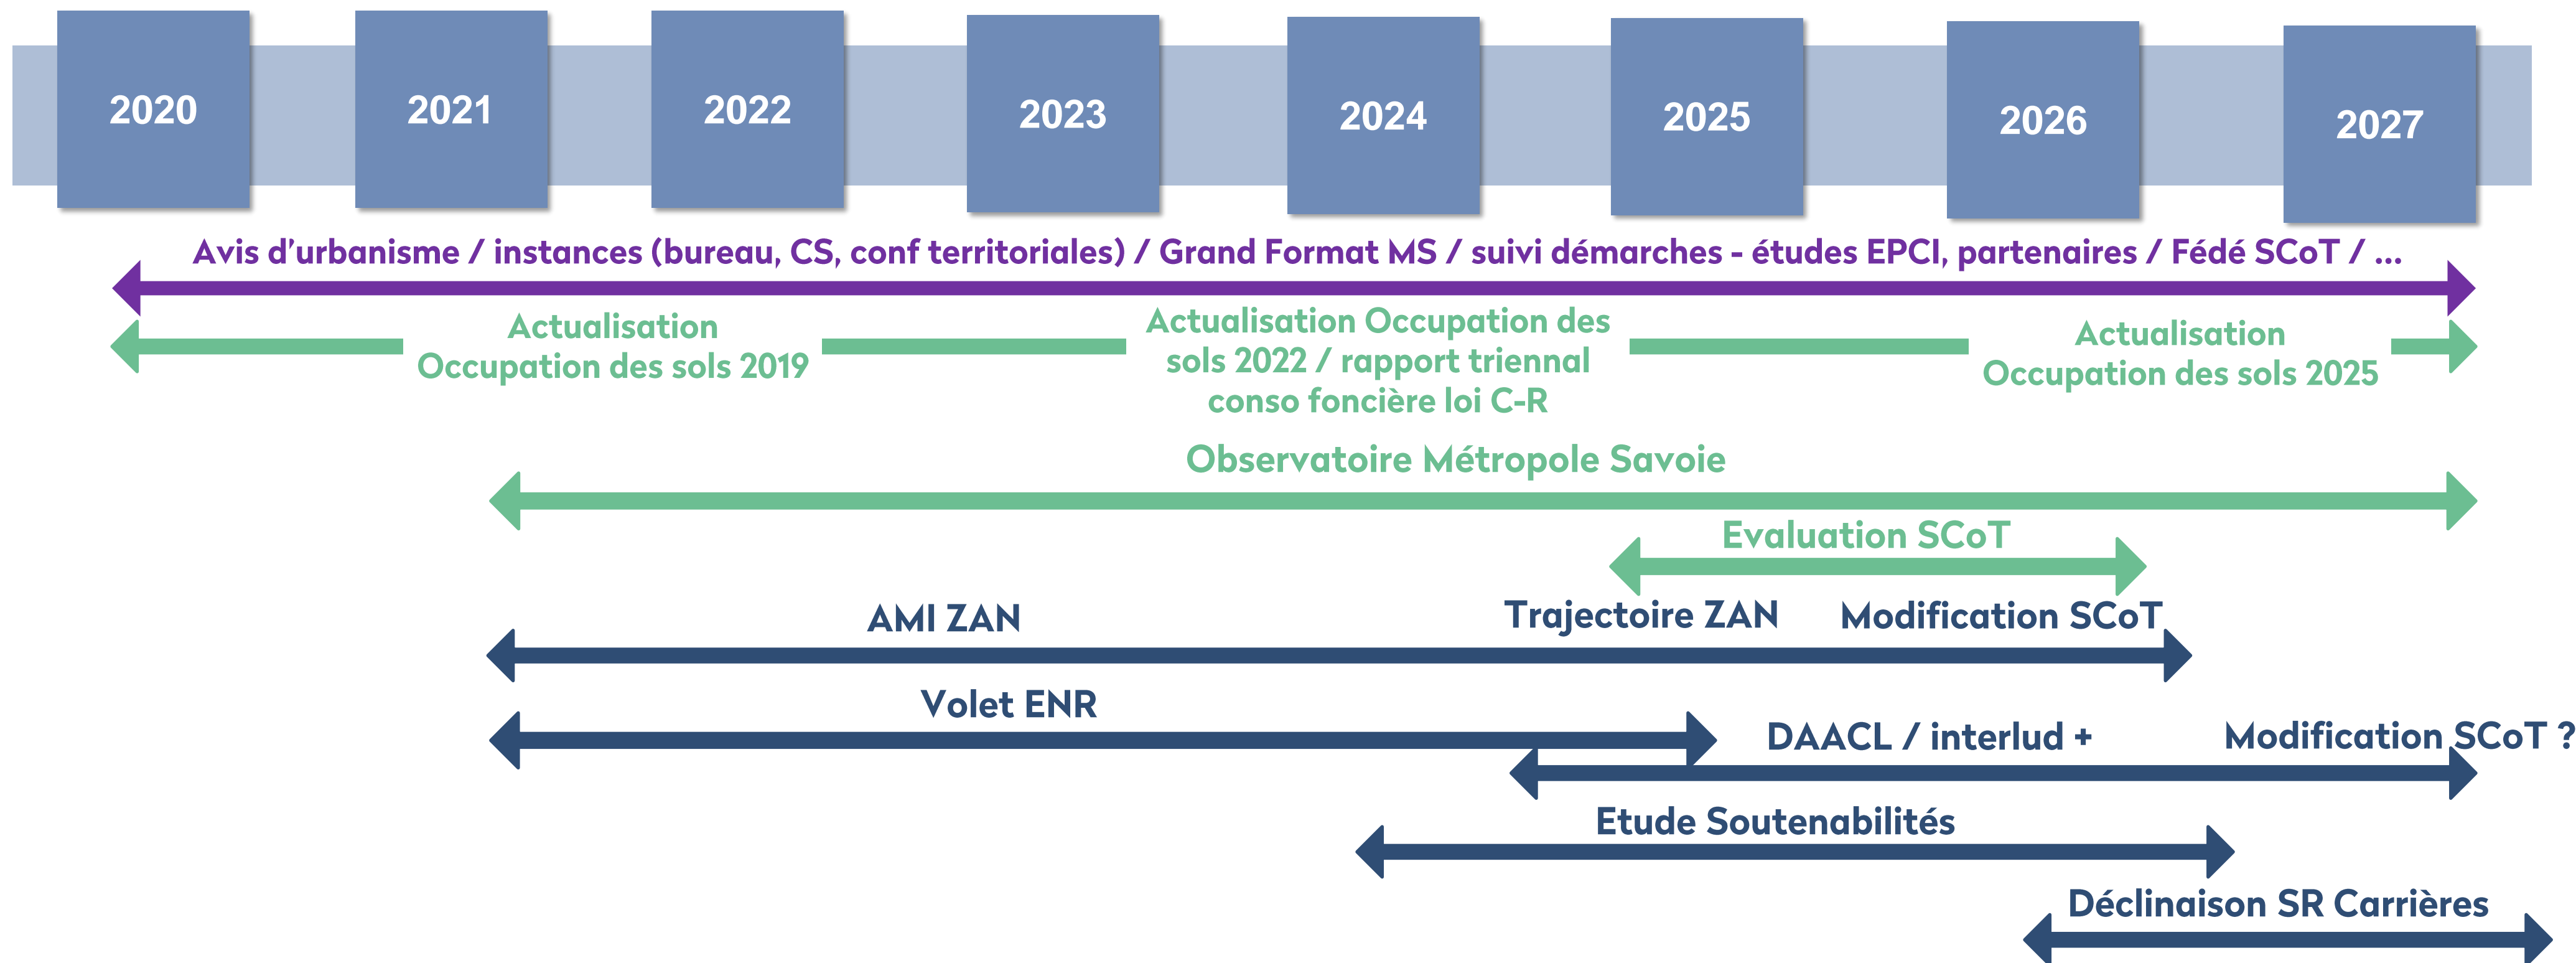 2020
2021
2022
2023
2024
2025
2026
2027
Avis d'urbanisme / instances (bureau, CS, conf territoriales) / Grand Format MS / suivi démarches - études EPCI, partenaires / Fédé SCoT / ...
Actualisation
Occupation des sols 2019
Actualisation Occupation des
sols 2022 / rapport triennal
conso foncière loi C-R
Actualisation
Occupation des sols 2025
Observatoire Métropole Savoie
Evaluation SCoT
AMI ZAN
Trajectoire ZAN
Modification SCoT
Volet ENR
DAACL / interlud +
Modification SCoT ?
Etude Soutenabilités
Déclinaison SR Carrières